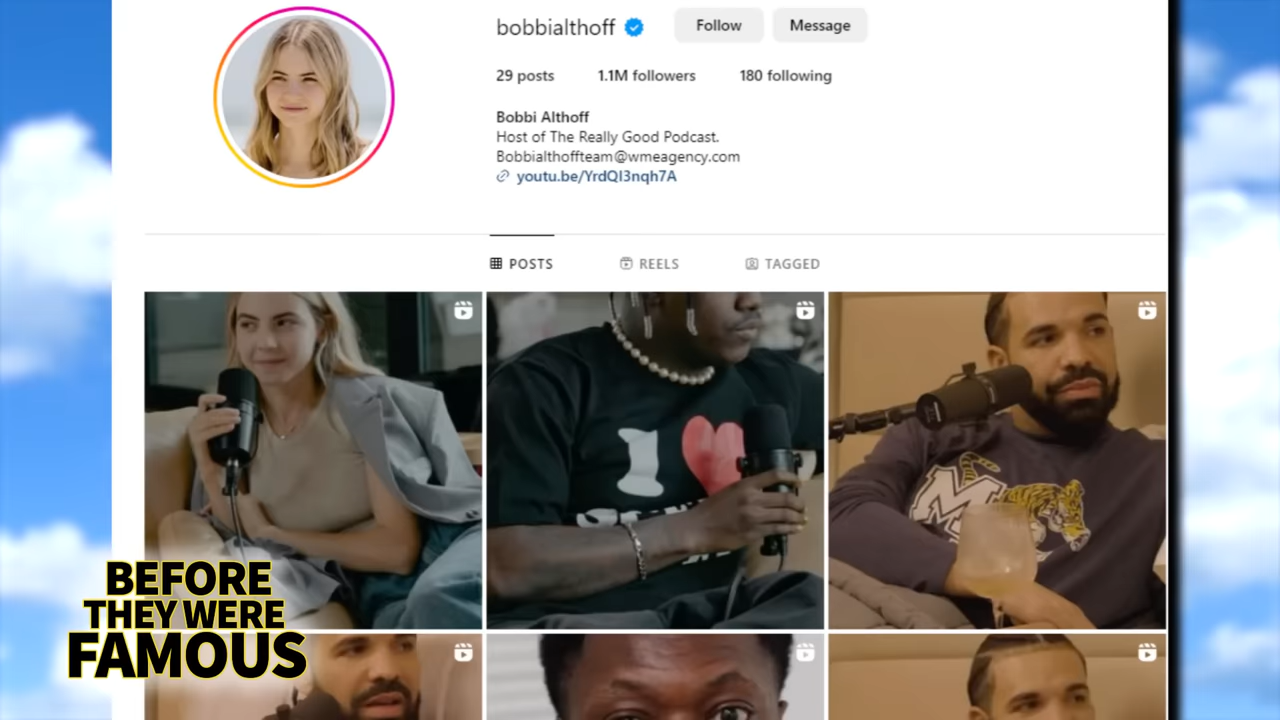 bobbialthoff
Follow
Message
29 posts
1.1M followers
180 following
Bobbi Althoff
Host of The Really Good Podcast.
Bobbialthoffteam@wmeagency.com
youtu.be/YrdQI3nqh7A
POSTS
REELS
TAGGED
I
M
BEFORE
THEY WERE
FAMOUS